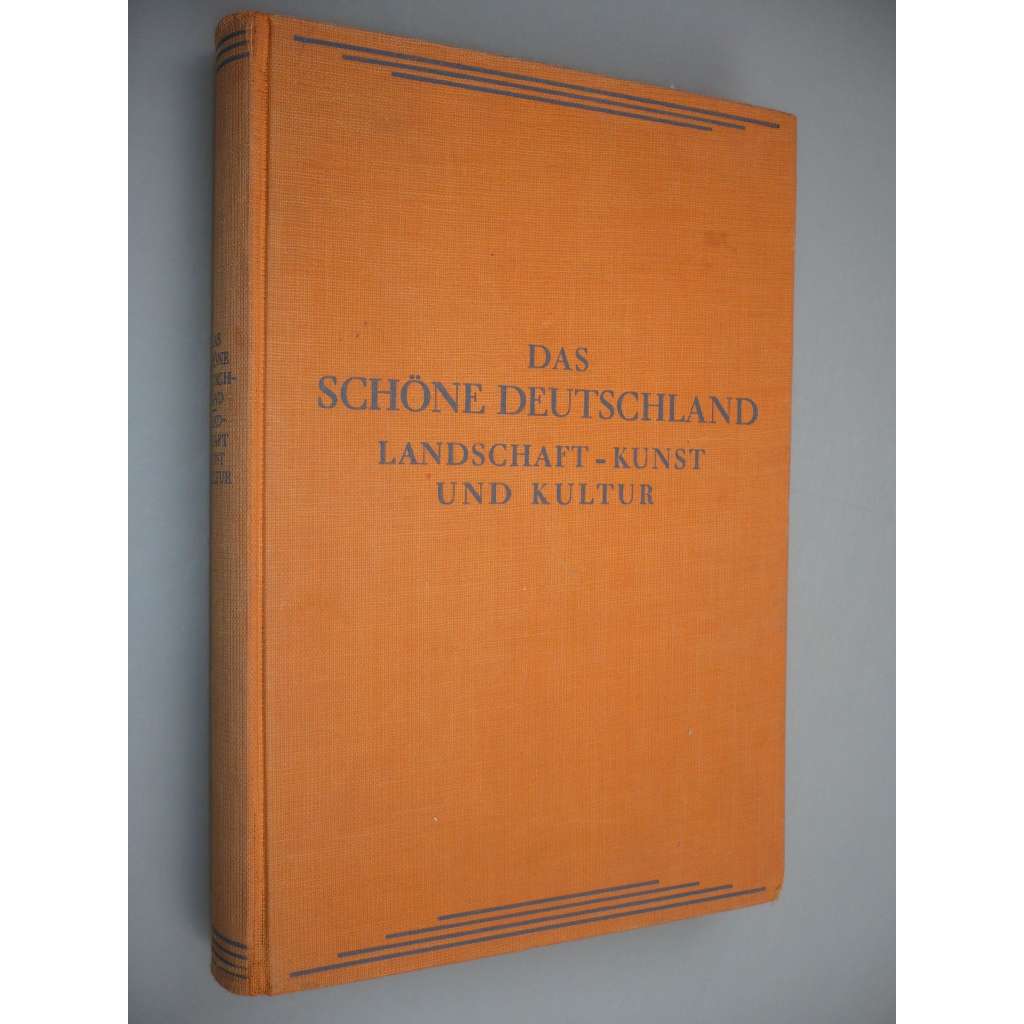 DAS
SCHÖNE DEUTSCHLAND
LANDSCHAFT - KUNST
UND KULTUR